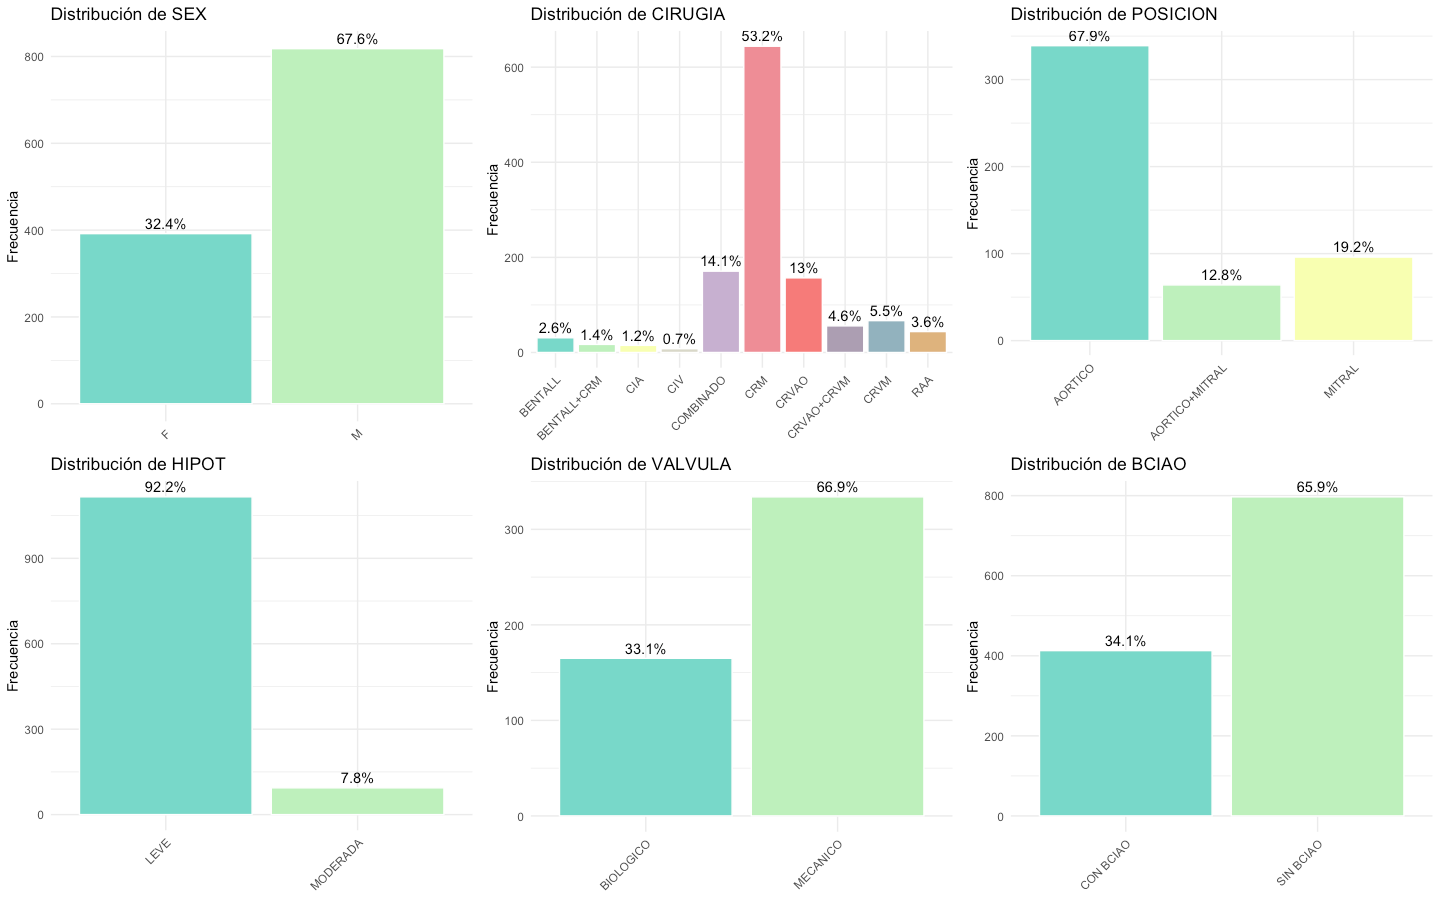 Distribución de SEX
Frecuencia
800
600
400
200
0
32.4%
67.6%
F
M
Distribución de CIRUGIA
Frecuencia
600
400
200
0
2.6%
1.4%
1.2%
0.7%
14.1%
53.2%
13%
4.6%
5.5%
3.6%
BENTALL
BENTALL+CRM
CIA
CIV
COMBINADO
CRM
CRVAO
CRVAO+CRVM
CRVM
RAA
Distribución de POSICION
Frecuencia
300
200
100
0
67.9%
12.8%
19.2%
AORTICO
AORTICO+MITRAL
MITRAL
Distribución de HIPOT
Frecuencia
900
600
300
0
92.2%
7.8%
LEVE
MODERADA
Distribución de VALVULA
Frecuencia
300
200
100
0
33.1%
66.9%
BIOLOGICO
MECANICO
Distribución de BCIAO
Frecuencia
800
600
400
200
0
34.1%
65.9%
CON BCIAO
SIN BCIAO